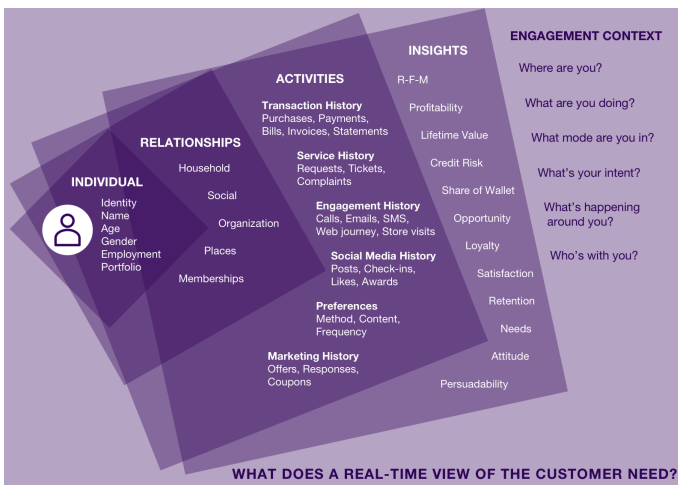 INDIVIDUAL
Identity
Name
Age
Gender
Employment
Portfolio
RELATIONSHIPS
Household
Social
Organization
Places
Memberships
ACTIVITIES
Transaction History
Purchases, Payments,
Bills, Invoices, Statements
Service History
Requests, Tickets,
Complaints
Engagement History
Calls, Emails, SMS,
Web journey, Store visits
Social Media History
Posts, Check-ins,
Likes, Awards
Preferences
Method, Content,
Frequency
Marketing History
Offers, Responses,
Coupons
INSIGHTS
R-F-M
Profitability
Lifetime Value
Credit Risk
Share of Wallet
Opportunity
Loyalty
Satisfaction
Retention
Needs
Attitude
Persuadability
ENGAGEMENT CONTEXT
Where are you?
What are you doing?
What mode are you in?
What's your intent?
What's happening
around you?
Who's with you?
WHAT DOES A REAL-TIME VIEW OF THE CUSTOMER NEED?